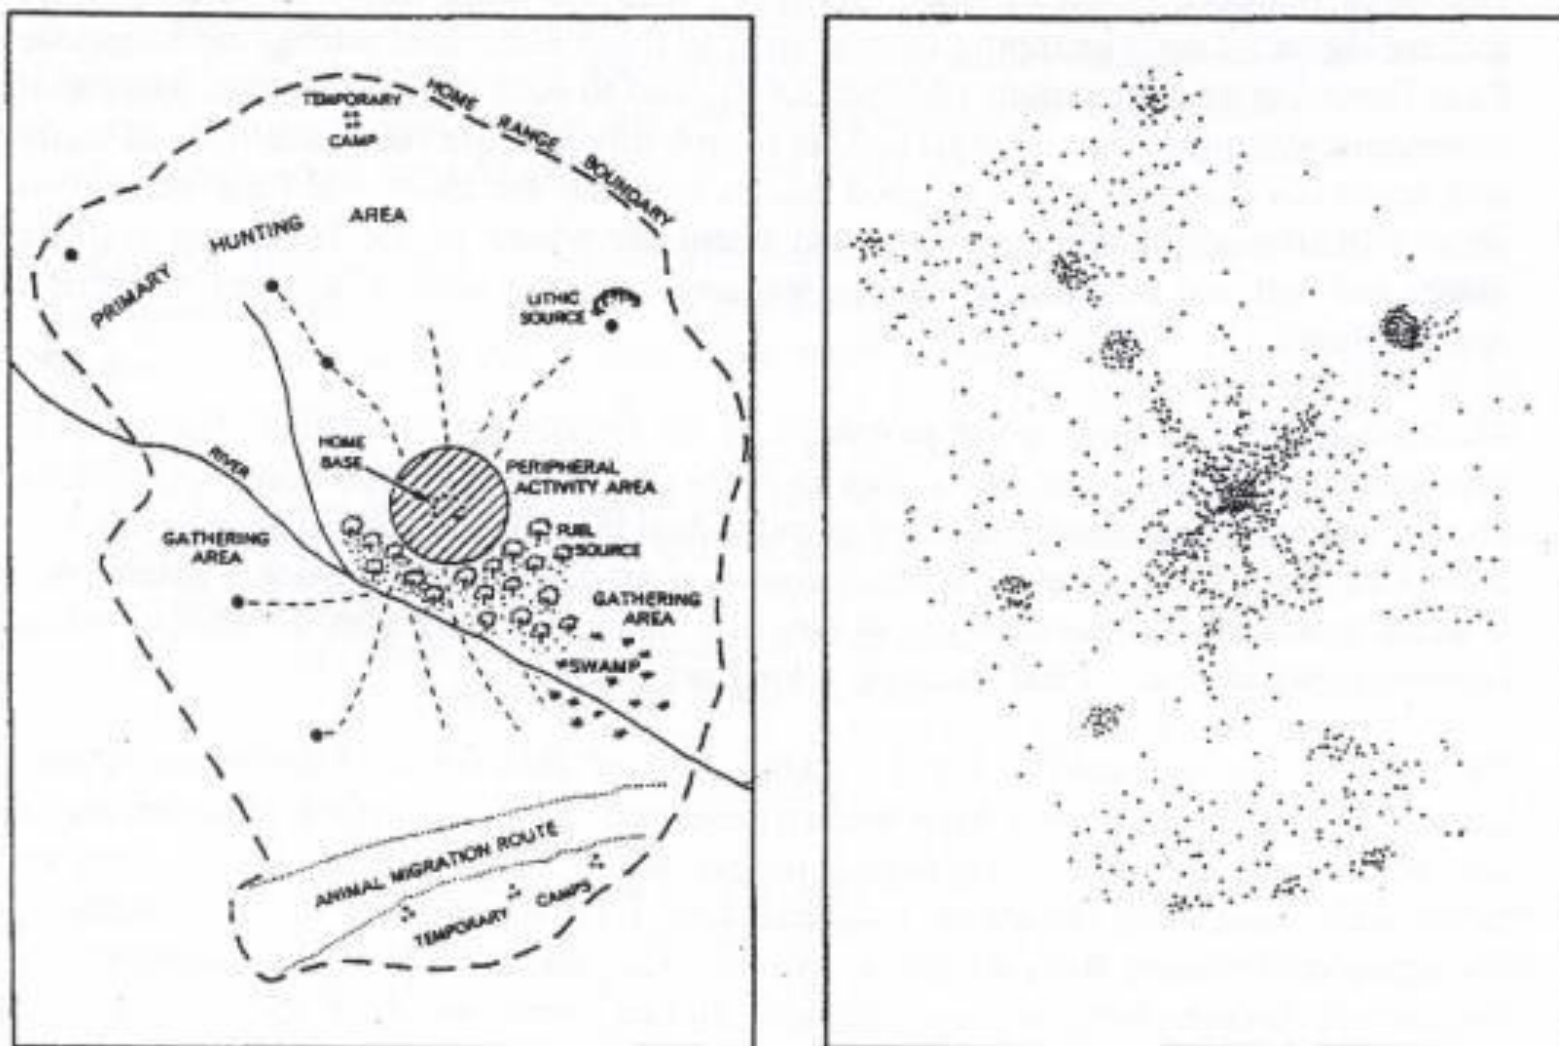 TEMPORARY
CAMP
HOME RANGE BOUNDARY
PRIMARY HUNTING AREA
LITHIC
SOURCE
HOME
BASE
RIVER
PERIPHERAL
ACTIVITY AREA
FUEL
SOURCE
GATHERING
AREA
GATHERING
AREA
SWAMP
ANIMAL MIGRATION ROUTE
TEMPORARY CAMPS